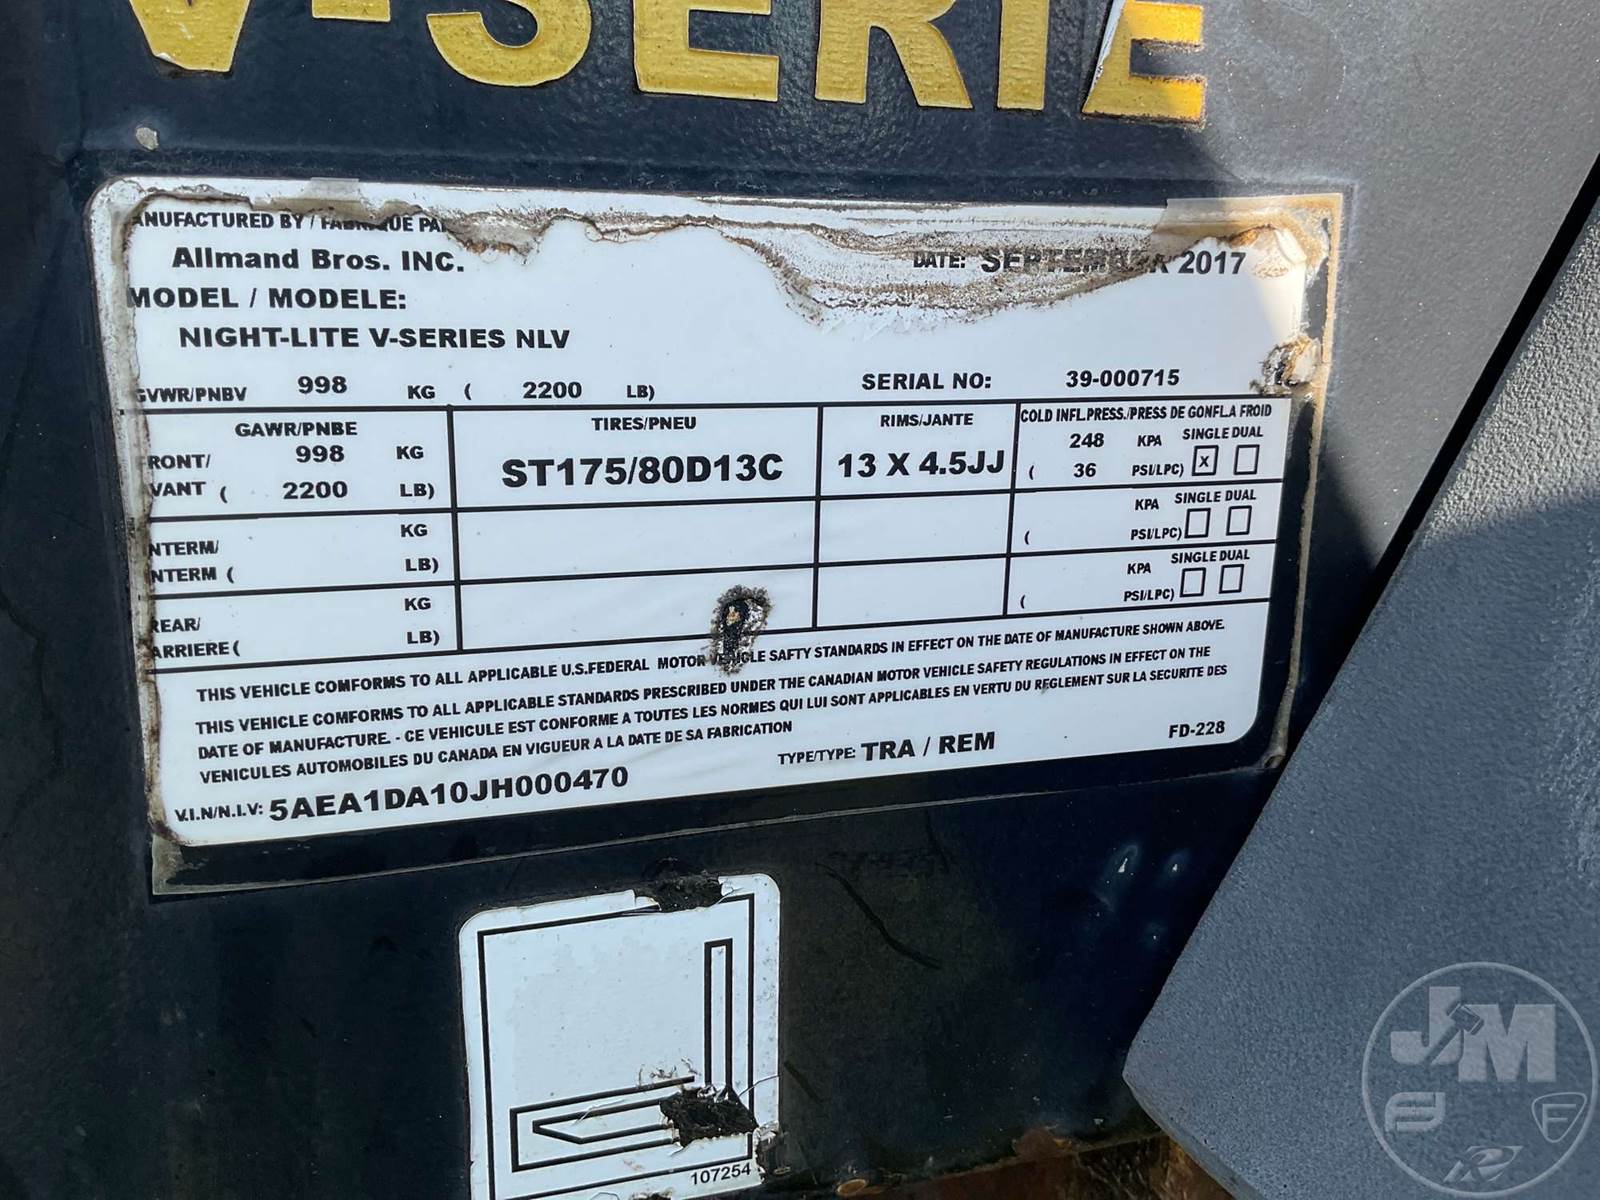 V-SERIE
ANUFACTURED BY / FABRIQUE PA
Allmand Bros. INC.
DATE: SEPTEMBER 2017
MODEL / MODELE:
NIGHT-LITE V-SERIES NLV
GVWR/PNBV 998 KG ( 2200 LB)
SERIAL NO: 39-000715
GAWR/PNBE
TIRES/PNEU
RIMS/JANTE
COLD INFL.PRESS./PRESS DE GONFL.A FROID
RONT/ 998 KG
VANT ( 2200 LB)
ST175/80D13C
13 X 4.5JJ
248 KPA SINGLE DUAL
( 36 PSI/LPC) X
NTERM/ KG
NTERM ( LB)
KPA SINGLE DUAL
( PSI/LPC)
REAR/ KG
ARRIERE ( LB)
KPA SINGLE DUAL
( PSI/LPC)
THIS VEHICLE COMFORMS TO ALL APPLICABLE U.S.FEDERAL MOTOR VEHICLE SAFTY STANDARDS IN EFFECT ON THE DATE OF MANUFACTURE SHOWN ABOVE.
THIS VEHICLE COMFORMS TO ALL APPLICABLE STANDARDS PRESCRIBED UNDER THE CANADIAN MOTOR VEHICLE SAFETY REGULATIONS IN EFFECT ON THE
DATE OF MANUFACTURE. - CE VEHICULE EST CONFORME A TOUTES LES NORMES QUI LUI SONT APPLICABLES EN VERTU DU REGLEMENT SUR LA SECURITE DES
VENICULES AUTOMOBILES DU CANADA EN VIGUEUR A LA DATE DE SA FABRICATION
TYPE/TYPE: TRA / REM
FD-228
V.I.N/N.I.V: 5AEA1DA10JH000470
107254
JM